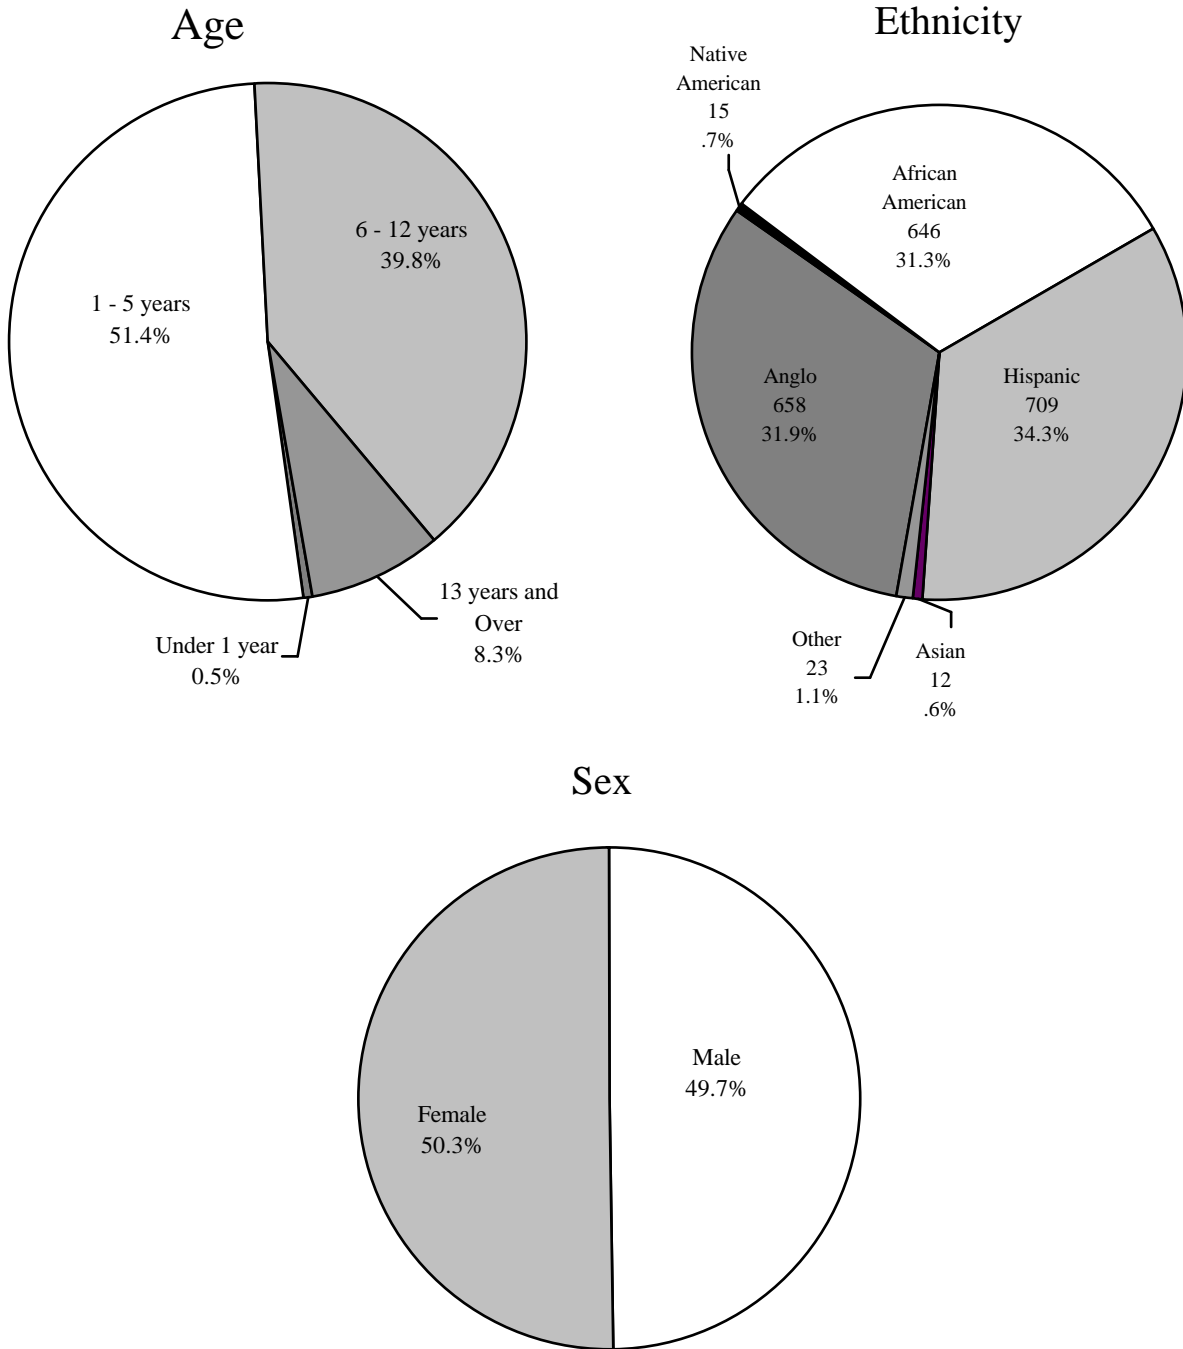 Age
6 - 12 years
39.8%
1 - 5 years
51.4%
13 years and
Over
8.3%
Under 1 year
0.5%
Ethnicity
Native
American
15
.7%
African
American
646
31.3%
Anglo
658
31.9%
Hispanic
709
34.3%
Other
23
1.1%
Asian
12
.6%
Sex
Male
49.7%
Female
50.3%